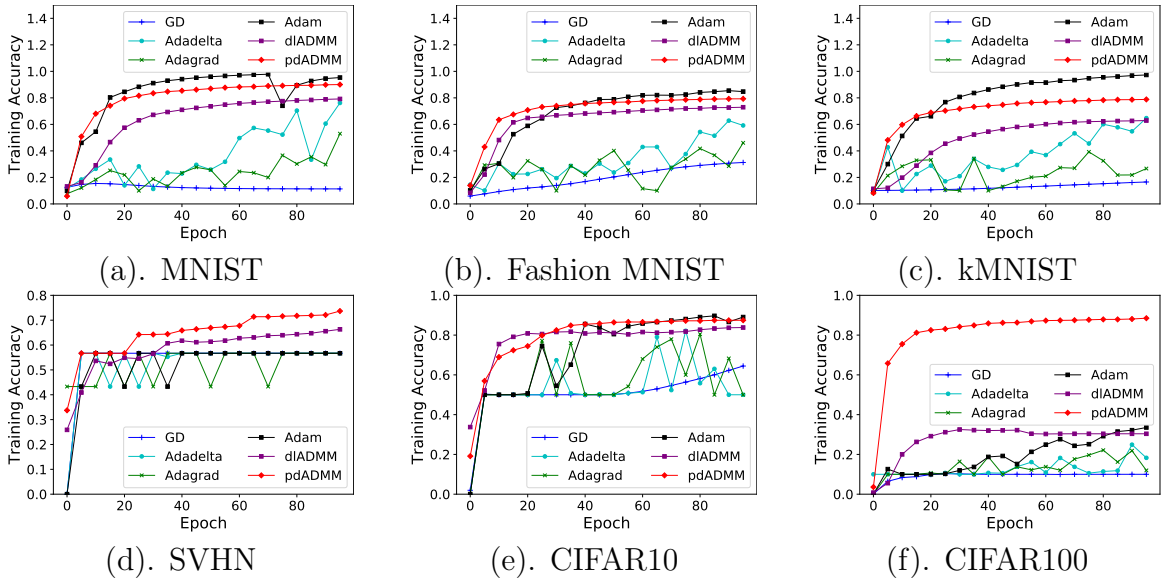 1.4
1.2
1.0
0.8
0.6
0.4
0.2
0.0
Training Accuracy
GD
Adadelta
Adagrad
Adam
dlADMM
pdADMM
0 20 40 60 80
Epoch
(a). MNIST
1.4
1.2
1.0
0.8
0.6
0.4
0.2
0.0
Training Accuracy
GD
Adadelta
Adagrad
Adam
dlADMM
pdADMM
0 20 40 60 80
Epoch
(b). Fashion MNIST
1.4
1.2
1.0
0.8
0.6
0.4
0.2
0.0
Training Accuracy
GD
Adadelta
Adagrad
Adam
dlADMM
pdADMM
0 20 40 60 80
Epoch
(c). kMNIST
0.8
0.7
0.6
0.5
0.4
0.3
0.2
0.1
0.0
Training Accuracy
GD
Adadelta
Adagrad
Adam
dlADMM
pdADMM
0 20 40 60 80
Epoch
(d). SVHN
1.0
0.8
0.6
0.4
0.2
0.0
Training Accuracy
GD
Adadelta
Adagrad
Adam
dlADMM
pdADMM
0 20 40 60 80
Epoch
(e). CIFAR10
1.0
0.8
0.6
0.4
0.2
0.0
Training Accuracy
GD
Adadelta
Adagrad
Adam
dlADMM
pdADMM
0 20 40 60 80
Epoch
(f). CIFAR100